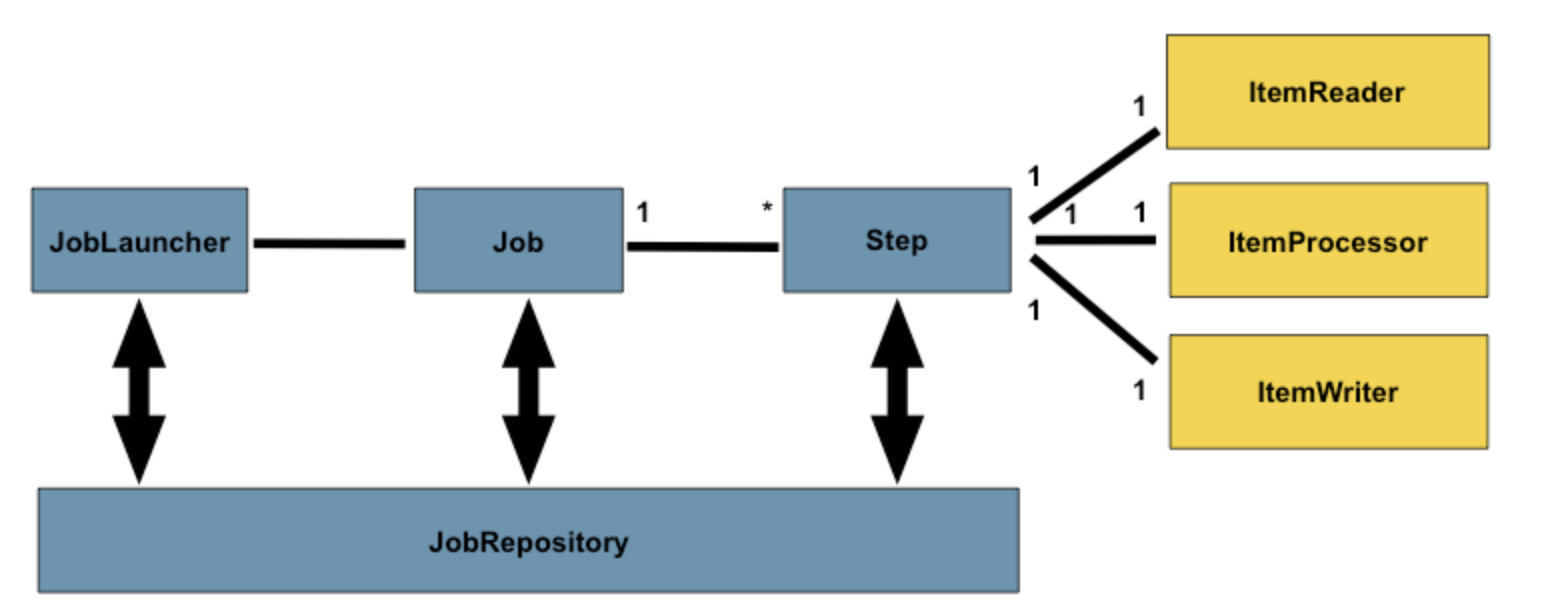 ItemReader
1
1
JobLauncher
Job
1
*
Step
1
1
ItemProcessor
1
1
ItemWriter
JobRepository